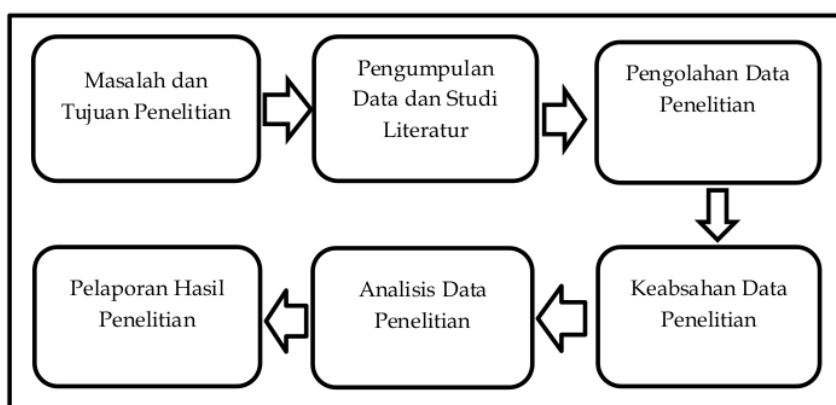 Masalah dan
Tujuan Penelitian
Pengumpulan
Data dan Studi
Literatur
Pengolahan Data
Penelitian
Keabsahan Data
Penelitian
Analisis Data
Penelitian
Pelaporan Hasil
Penelitian